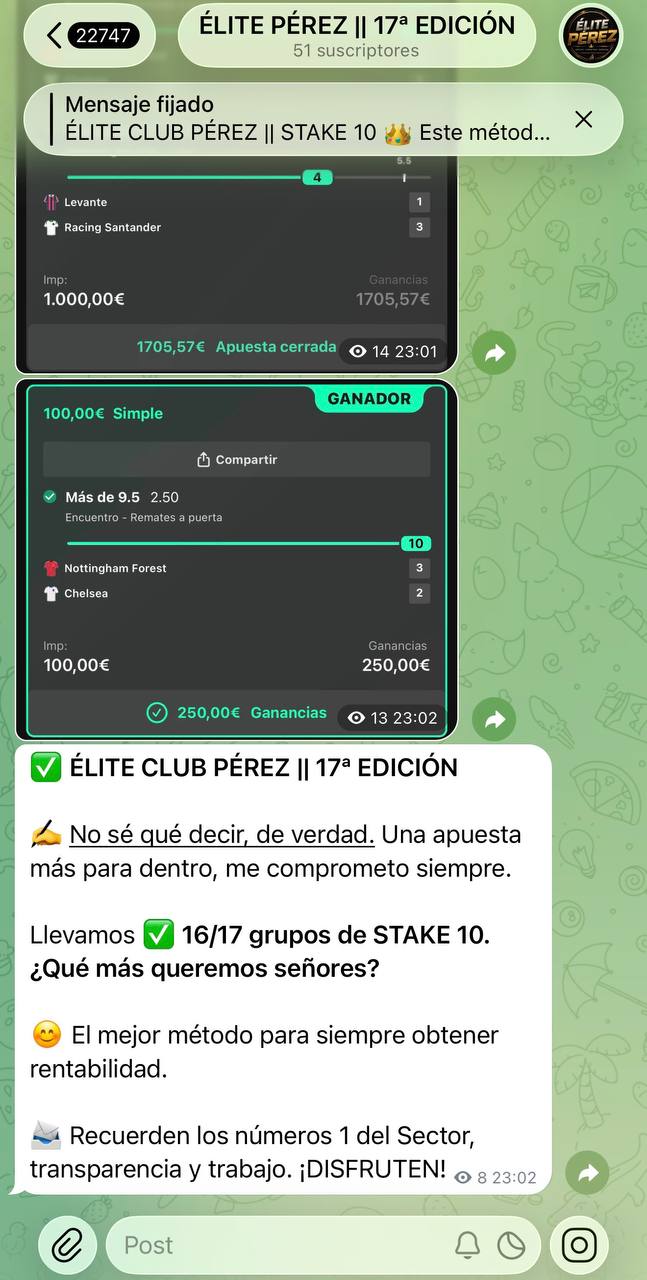 22747
ÉLITE PÉREZ || 17ª EDICIÓN
51 suscriptores
ÉLITE
PÉREZ
Mensaje fijado
ÉLITE CLUB PÉREZ || STAKE 10 👑 Este métod...
5.5
4
Levante 1
Racing Santander 3
Imp: Ganancias
1.000,00€ 1705,57€
1705,57€ Apuesta cerrada
14 23:01
GANADOR
100,00€ Simple
Compartir
Más de 9.5 2.50
Encuentro - Remates a puerta
10
Nottingham Forest 3
Chelsea 2
Imp: Ganancias
100,00€ 250,00€
250,00€ Ganancias
13 23:02
✅ ÉLITE CLUB PÉREZ || 17ª EDICIÓN
✍️ No sé qué decir, de verdad. Una apuesta
más para dentro, me comprometo siempre.
Llevamos ✅ 16/17 grupos de STAKE 10.
¿Qué más queremos señores?
😊 El mejor método para siempre obtener
rentabilidad.
📨 Recuerden los números 1 del Sector,
transparencia y trabajo. ¡DISFRUTEN!
8 23:02
Post